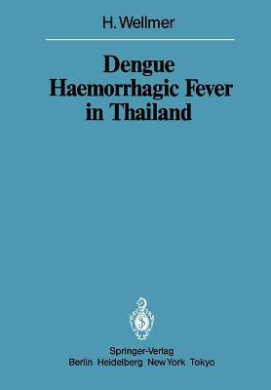 H. Wellmer
Dengue
Haemorrhagic Fever
in Thailand
Springer-Verlag
Berlin Heidelberg New York Tokyo